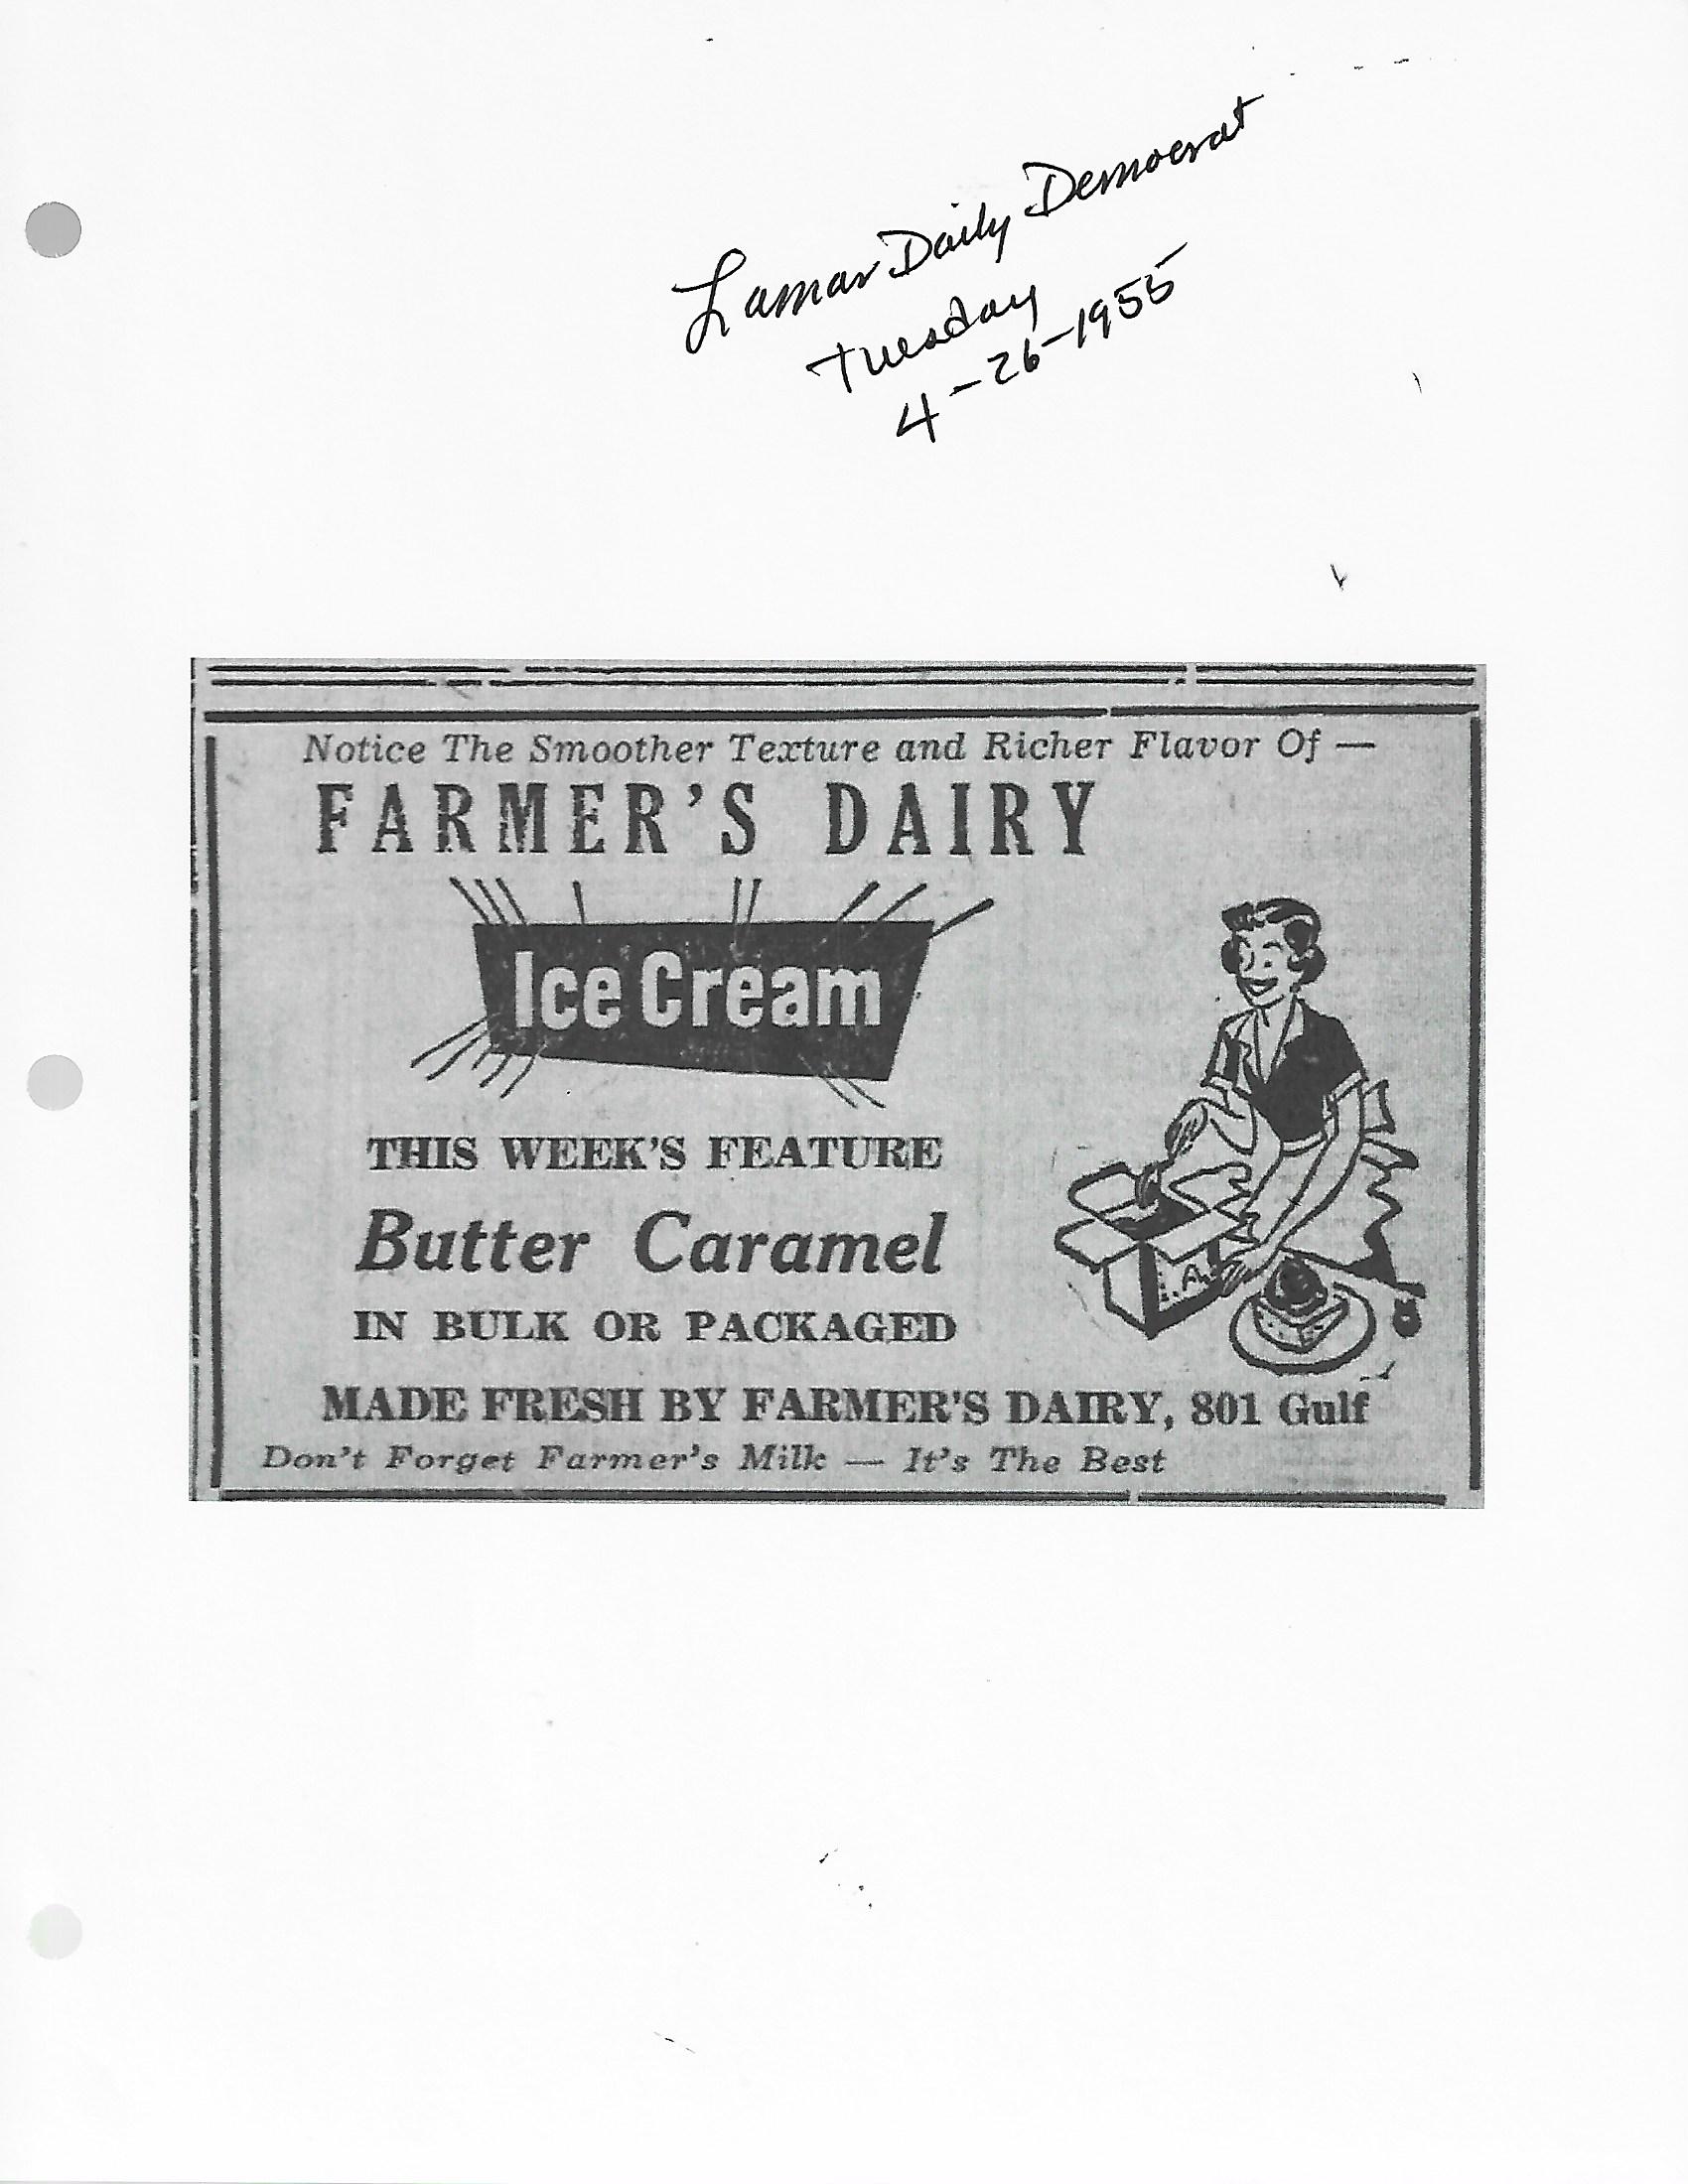 Lamar Daily Democrat
Tuesday
4-26-1955
Notice The Smoother Texture and Richer Flavor Of —
FARMER'S DAIRY
Ice Cream
THIS WEEK'S FEATURE
Butter Caramel
IN BULK OR PACKAGED
MADE FRESH BY FARMER'S DAIRY, 801 Gulf
Don't Forget Farmer's Milk — It's The Best